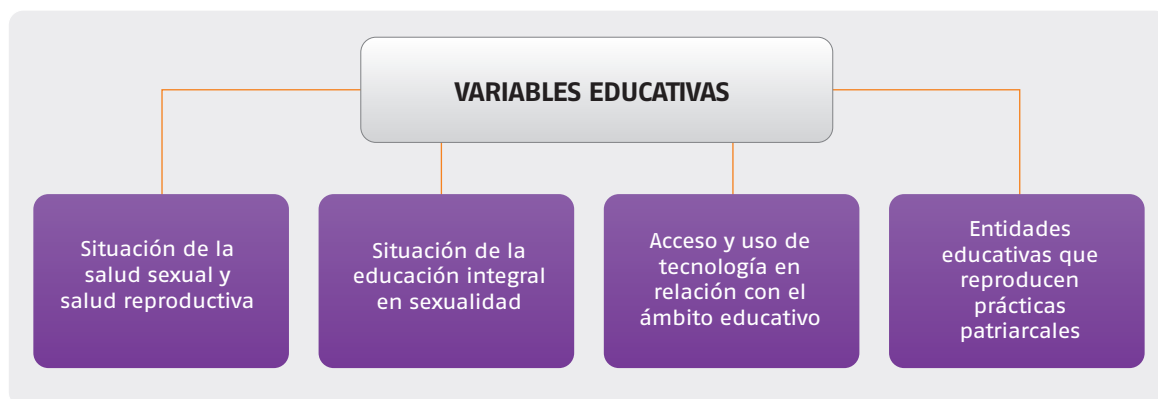 VARIABLES EDUCATIVAS
Situación de la
salud sexual y
salud reproductiva
Situación de la
educación integral
en sexualidad
Acceso y uso de
tecnología en
relación con el
ámbito educativo
Entidades
educativas que
reproducen
prácticas
patriarcales